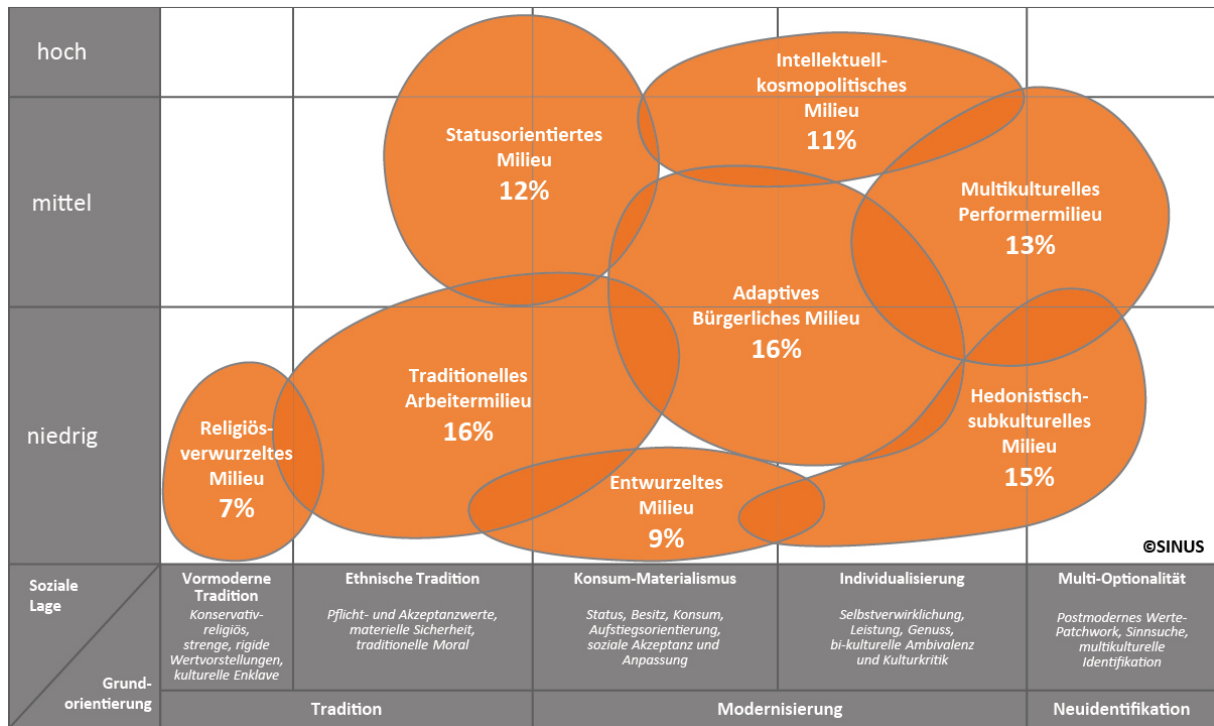 hoch
mittel
niedrig
Intellektuell-
kosmopolitisches
Milieu
11%
Statusorientiertes
Milieu
12%
Multikulturelles
Performermilieu
13%
Adaptives
Bürgerliches Milieu
16%
Traditionelles
Arbeitermilieu
16%
Religiös-
verwurzeltes
Milieu
7%
Hedonistisch-
subkulturelles
Milieu
15%
Entwurzeltes
Milieu
9%
©SINUS
Soziale
Lage
Grund-
orientierung
Vormoderne
Tradition
Konservativ-
religiös,
strenge, rigide
Wertvorstellungen,
kulturelle Enklave
Ethnische Tradition
Pflicht- und Akzeptanzwerte,
materielle Sicherheit,
traditionelle Moral
Konsum-Materialismus
Status, Besitz, Konsum,
Aufstiegsorientierung,
soziale Akzeptanz und
Anpassung
Individualisierung
Selbstverwirklichung,
Leistung, Genuss,
bi-kulturelle Ambivalenz
und Kulturkritik
Multi-Optionalität
Postmodernes Werte-
Patchwork, Sinnsuche,
multikulturelle
Identifikation
Tradition
Modernisierung
Neuidentifikation